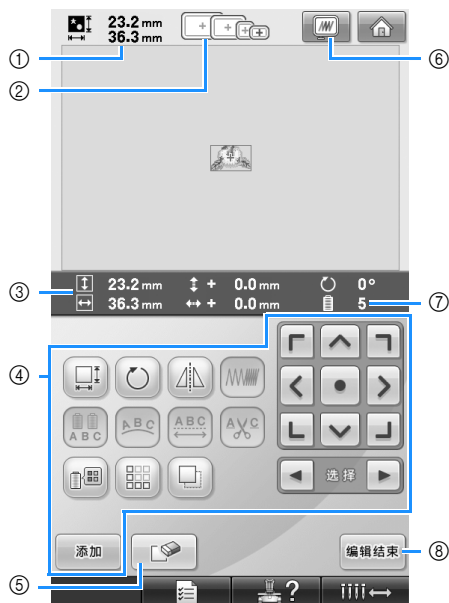 23.2 mm
36.3 mm
①
②
⑥
③
23.2 mm + 0.0 mm 0°
36.3 mm + 0.0 mm 5
⑦
④
A B C
A B C
A B C
A C
选择
添加
编辑结束
⑧
⑤
?